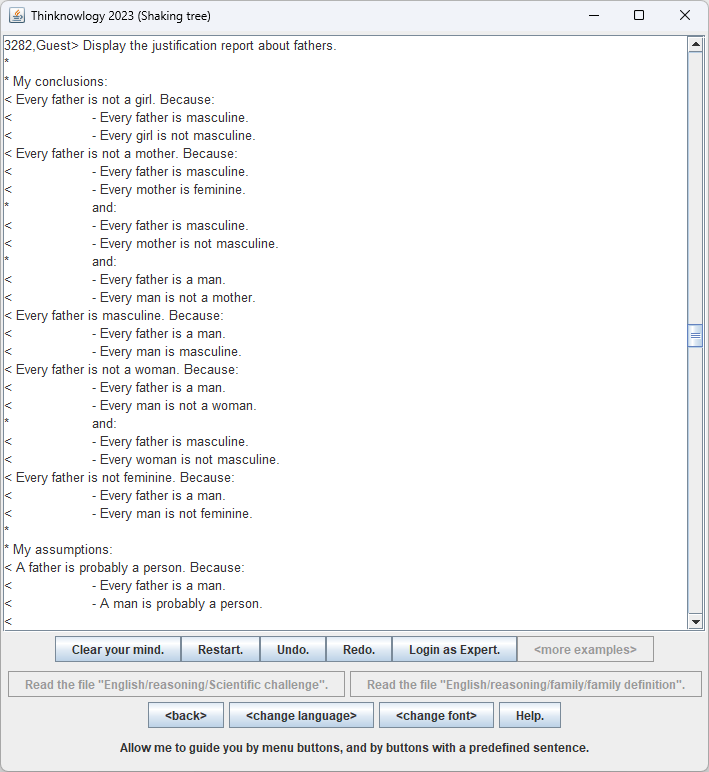 Thinknowlogy 2023 (Shaking tree)
3282,Guest> Display the justification report about fathers.
*
* My conclusions:
< Every father is not a girl. Because:
< - Every father is masculine.
< - Every girl is not masculine.
< Every father is not a mother. Because:
< - Every father is masculine.
< - Every mother is feminine.
* and:
< - Every father is masculine.
< - Every mother is not masculine.
* and:
< - Every father is a man.
< - Every man is not a mother.
< Every father is masculine. Because:
< - Every father is a man.
< - Every man is masculine.
< Every father is not a woman. Because:
< - Every father is a man.
< - Every man is not a woman.
* and:
< - Every father is masculine.
< - Every woman is not masculine.
< Every father is not feminine. Because:
< - Every father is a man.
< - Every man is not feminine.
*
* My assumptions:
< A father is probably a person. Because:
< - Every father is a man.
< - A man is probably a person.
<
Clear your mind. Restart. Undo. Redo. Login as Expert. <more examples>
Read the file "English/reasoning/Scientific challenge". Read the file "English/reasoning/family/family definition".
<back> <change language> <change font> Help.
Allow me to guide you by menu buttons, and by buttons with a predefined sentence.